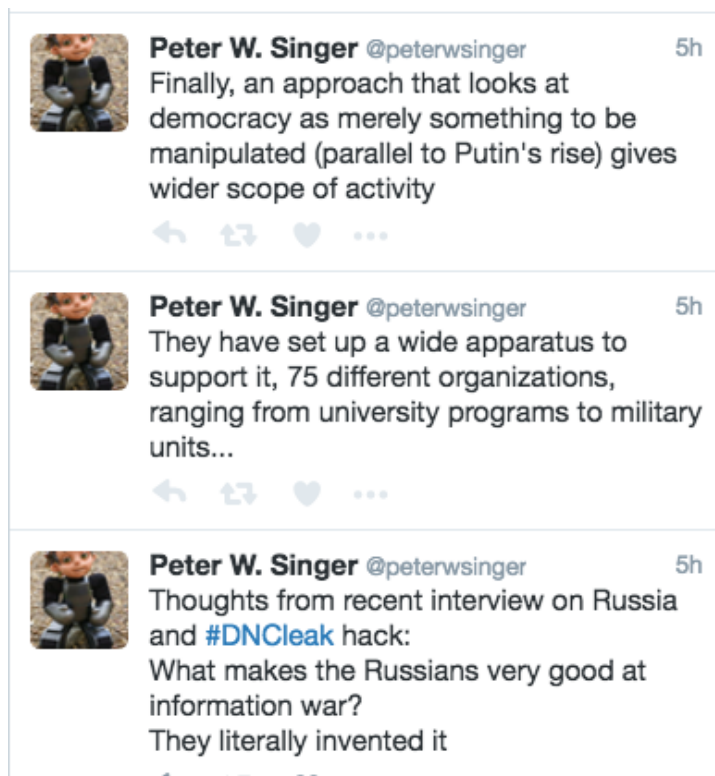 Peter W. Singer @peterwsinger 5h
Finally, an approach that looks at
democracy as merely something to be
manipulated (parallel to Putin's rise) gives
wider scope of activity
Peter W. Singer @peterwsinger 5h
They have set up a wide apparatus to
support it, 75 different organizations,
ranging from university programs to military
units...
Peter W. Singer @peterwsinger 5h
Thoughts from recent interview on Russia
and #DNCleak hack:
What makes the Russians very good at
information war?
They literally invented it